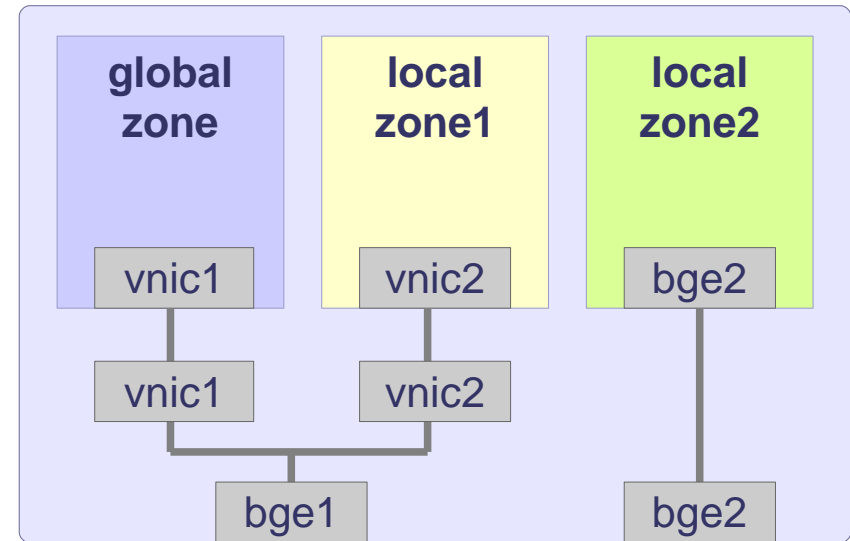 global
zone
local
zone1
local
zone2
vnic1
vnic2
bge2
vnic1
vnic2
bge1
bge2